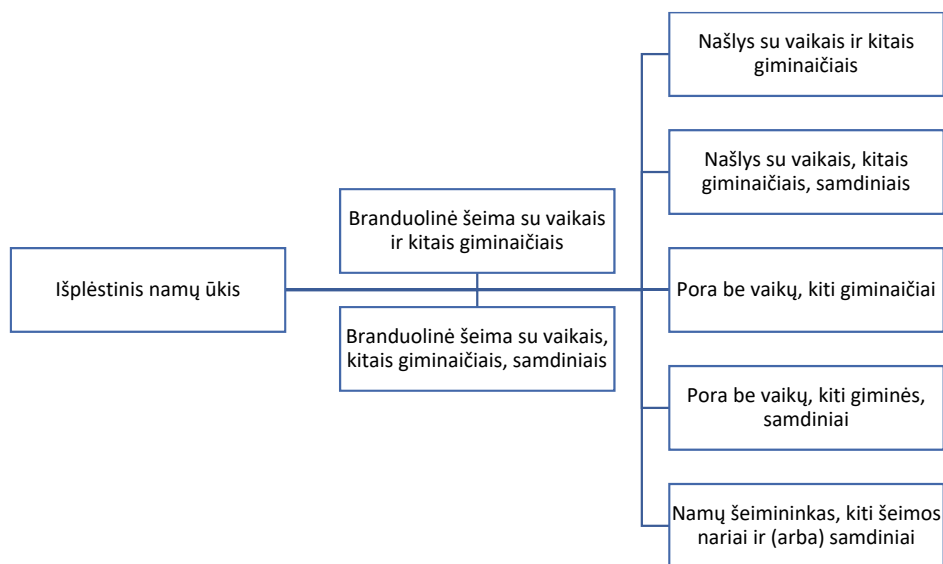 Išplėstinis namų ūkis
Branduolinė šeima su vaikais
ir kitais giminaičiais
Branduolinė šeima su vaikais,
kitais giminaičiais, samdiniais
Našlys su vaikais ir kitais
giminaičiais
Našlys su vaikais, kitais
giminaičiais, samdiniais
Pora be vaikų, kiti giminaičiai
Pora be vaikų, kiti giminės,
samdiniai
Namų šeimininkas, kiti šeimos
nariai ir (arba) samdiniai